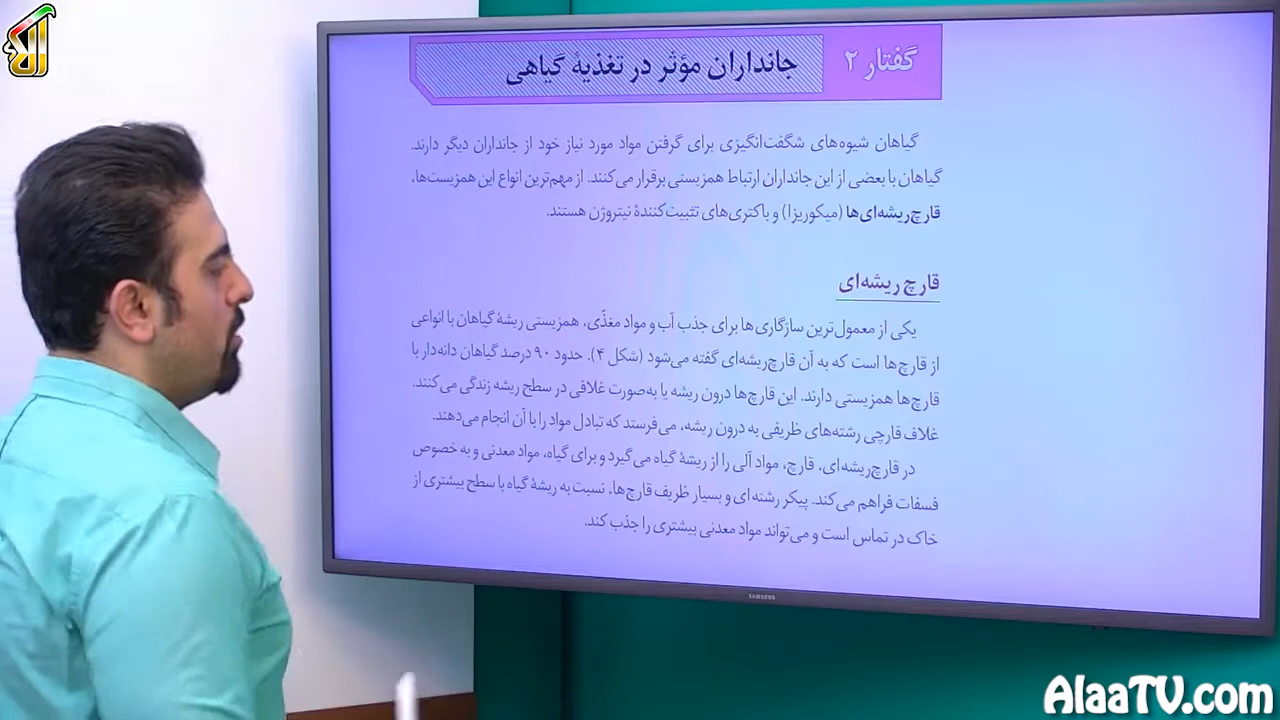 گفتار ۲
جانداران مؤثر در تغذیهٔ گیاهی
گیاهان شیوه‌های شگفت‌انگیزی برای گرفتن مواد مورد نیاز خود از جانداران دیگر دارند.
گیاهان با بعضی از این جانداران ارتباط همزیستی برقرار می‌کنند. از مهم‌ترین انواع این همزیست‌ها،
قارچ‌ریشه‌ای‌ها (میکوریزا) و باکتری‌های تثبیت‌کنندهٔ نیتروژن هستند.
قارچ ریشه‌ای
یکی از معمول‌ترین سازگاری‌ها برای جذب آب و مواد مغذّی، همزیستی ریشهٔ گیاهان با انواعی
از قارچ‌ها است که به آن قارچ‌ریشه‌ای گفته می‌شود (شکل ۴). حدود ۹۰ درصد گیاهان دانه‌دار با
قارچ‌ها همزیستی دارند. این قارچ‌ها درون ریشه یا به‌صورت غلافی در سطح ریشه زندگی می‌کنند.
غلاف قارچی رشته‌های ظریفی به درون ریشه، می‌فرستد که تبادل مواد را با آن انجام می‌دهند.
در قارچ‌ریشه‌ای، قارچ، مواد آلی را از ریشهٔ گیاه می‌گیرد و برای گیاه، مواد معدنی و به خصوص
فسفات فراهم می‌کند. پیکر رشته‌ای و بسیار ظریف قارچ‌ها، نسبت به ریشهٔ گیاه با سطح بیشتری از
خاک در تماس است و می‌تواند مواد معدنی بیشتری را جذب کند.
SAMSUNG
AlaaTV.com